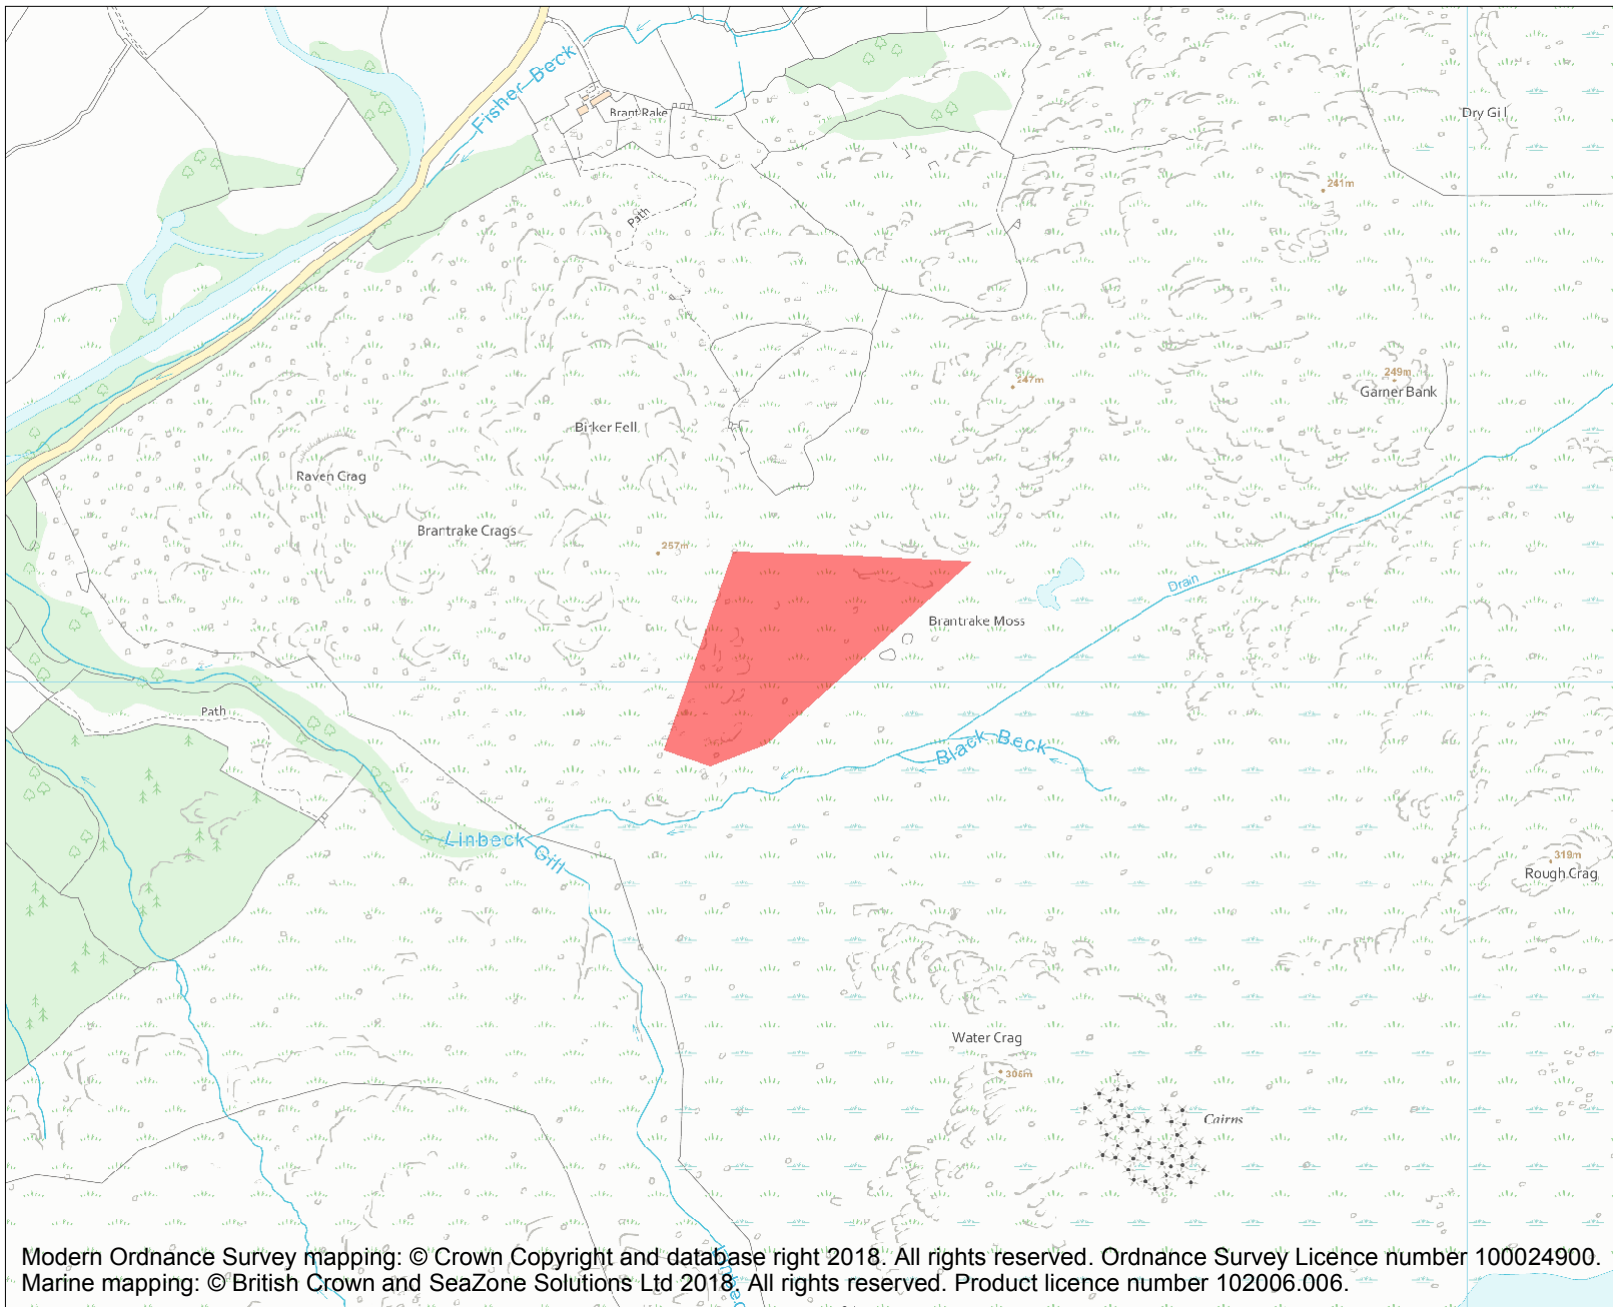 Fisher Beck
Brant Rake
Dry Gill
241m
Path
247m
249m
Garner Bank
Birker Fell
Raven Crag
Brantrake Crags
257m
Drain
Brantrake Moss
Path
Black Beck
Linbeck Gill
319m
Rough Crag
Water Crag
305m
Cairns
Modern Ordnance Survey mapping: © Crown Copyright and database right 2018. All rights reserved. Ordnance Survey Licence number 100024900.
Marine mapping: © British Crown and SeaZone Solutions Ltd 2018. All rights reserved. Product licence number 102006.006.